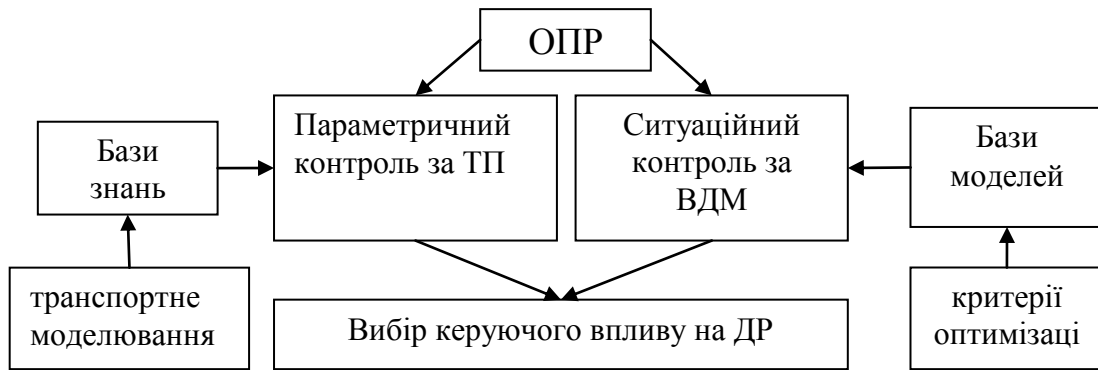 ОПР
Параметричний
контроль за ТП
Ситуаційний
контроль за
ВДМ
Бази
знань
Бази
моделей
транспортне
моделювання
Вибір керуючого впливу на ДР
критерії
оптимізаці